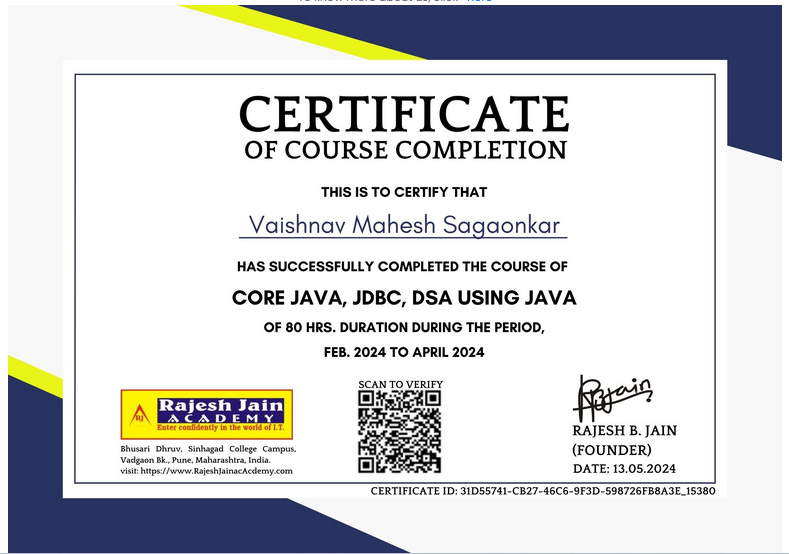 CERTIFICATE
OF COURSE COMPLETION
THIS IS TO CERTIFY THAT
Vaishnav Mahesh Sagaonkar
HAS SUCCESSFULLY COMPLETED THE COURSE OF
CORE JAVA, JDBC, DSA USING JAVA
OF 80 HRS. DURATION DURING THE PERIOD,
FEB. 2024 TO APRIL 2024
RJ
Rajesh Jain
ACADEMY
Enter confidently in the world of I.T.
Bhusari Dhruv, Sinhagad College Campus,
Vadgaon Bk., Pune, Maharashtra, India.
visit: https://www.RajeshJainacAcdemy.com
SCAN TO VERIFY
RAJESH B. JAIN
(FOUNDER)
DATE: 13.05.2024
CERTIFICATE ID: 31D55741-CB27-46C6-9F3D-598726FB8A3E_15380